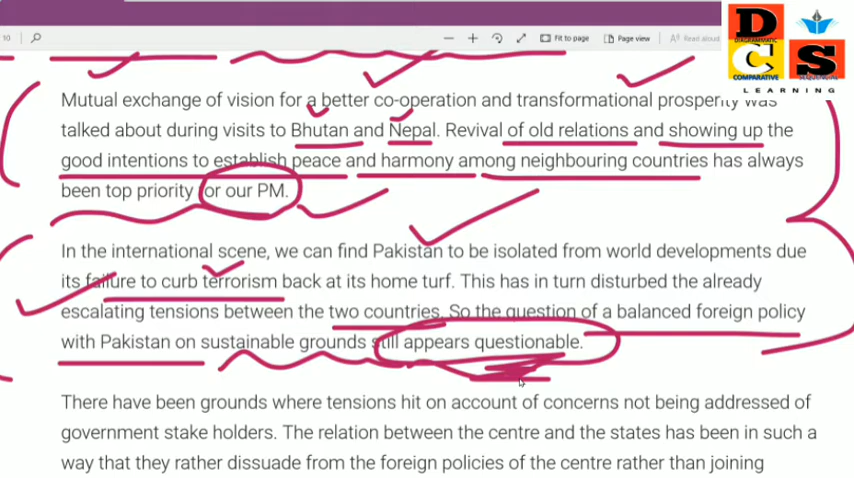 10
Fit to page
Page view
Read aloud
DIAGRAMMATIC
COMPARATIVE
SEQUENTIAL
D
C
S
LEARNING
Mutual exchange of vision for a better co-operation and transformational prosperity was
talked about during visits to Bhutan and Nepal. Revival of old relations and showing up the
good intentions to establish peace and harmony among neighbouring countries has always
been top priority for our PM.
In the international scene, we can find Pakistan to be isolated from world developments due
its failure to curb terrorism back at its home turf. This has in turn disturbed the already
escalating tensions between the two countries. So the question of a balanced foreign policy
with Pakistan on sustainable grounds still appears questionable.
There have been grounds where tensions hit on account of concerns not being addressed of
government stake holders. The relation between the centre and the states has been in such a
way that they rather dissuade from the foreign policies of the centre rather than joining